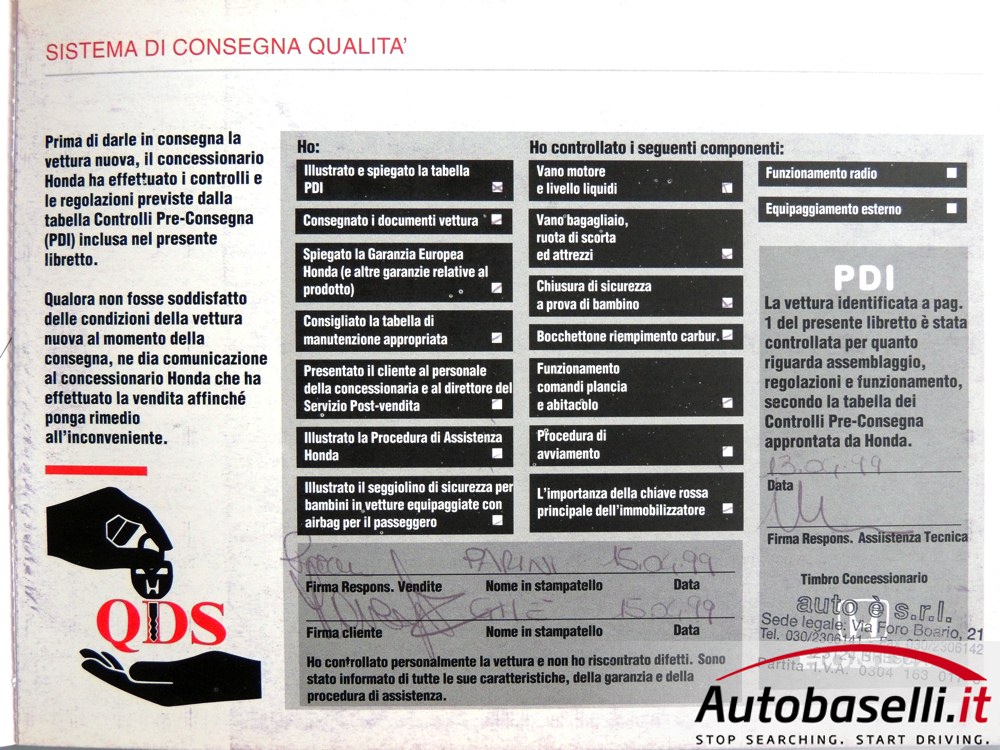 SISTEMA DI CONSEGNA QUALITA'
Prima di darle in consegna la
vettura nuova, il concessionario
Honda ha effettuato i controlli e
le regolazioni previste dalla
tabella Controlli Pre-Consegna
(PDI) inclusa nel presente
libretto.
Qualora non fosse soddisfatto
delle condizioni della vettura
nuova al momento della
consegna, ne dia comunicazione
al concessionario Honda che ha
effettuato la vendita affinché
ponga rimedio
all'inconveniente.
QDS
Ho:
Illustrato e spiegato la tabella
PDI
Consegnato i documenti vettura
Spiegato la Garanzia Europea
Honda (e altre garanzie relative al
prodotto)
Consigliato la tabella di
manutenzione appropriata
Presentato il cliente al personale
della concessionaria e al direttore del
Servizio Post-vendita
Illustrato la Procedura di Assistenza
Honda
Illustrato il seggiolino di sicurezza per
bambini in vetture equipaggiate con
airbag per il passeggero
Ho controllato i seguenti componenti:
Vano motore
e livello liquidi
Vano bagagliaio,
ruota di scorta
ed attrezzi
Chiusura di sicurezza
a prova di bambino
Bocchettone riempimento carbur.
Funzionamento
comandi plancia
e abitacolo
Procedura di
avviamento
L'importanza della chiave rossa
principale dell'immobilizzatore
Funzionamento radio
Equipaggiamento esterno
PDI
La vettura identificata a pag.
1 del presente libretto è stata
controllata per quanto
riguarda assemblaggio,
regolazioni e funzionamento,
secondo la tabella dei
Controlli Pre-Consegna
approntata da Honda.
13.04.99
Data
Firma Respons. Assiistenza Tecnica
Timbro Concessionario
auto è s.r.l.
Sede legale: Via Foro Boario, 21
Tel. 030/2306141 030/2306142
Partita I.V.A. 0304 163
PARINI 15.04.99
Firma Respons. Vendite Nome in stampatello Data
15.04.99
Firma cliente Nome in stampatello Data
Ho controllato personalmente la vettura e non ho riscontrato difetti. Sono
stato informato di tutte le sue caratteristiche, della garanzia e della
procedura di assistenza.
Autobaselli.it
STOP SEARCHING. START DRIVING.